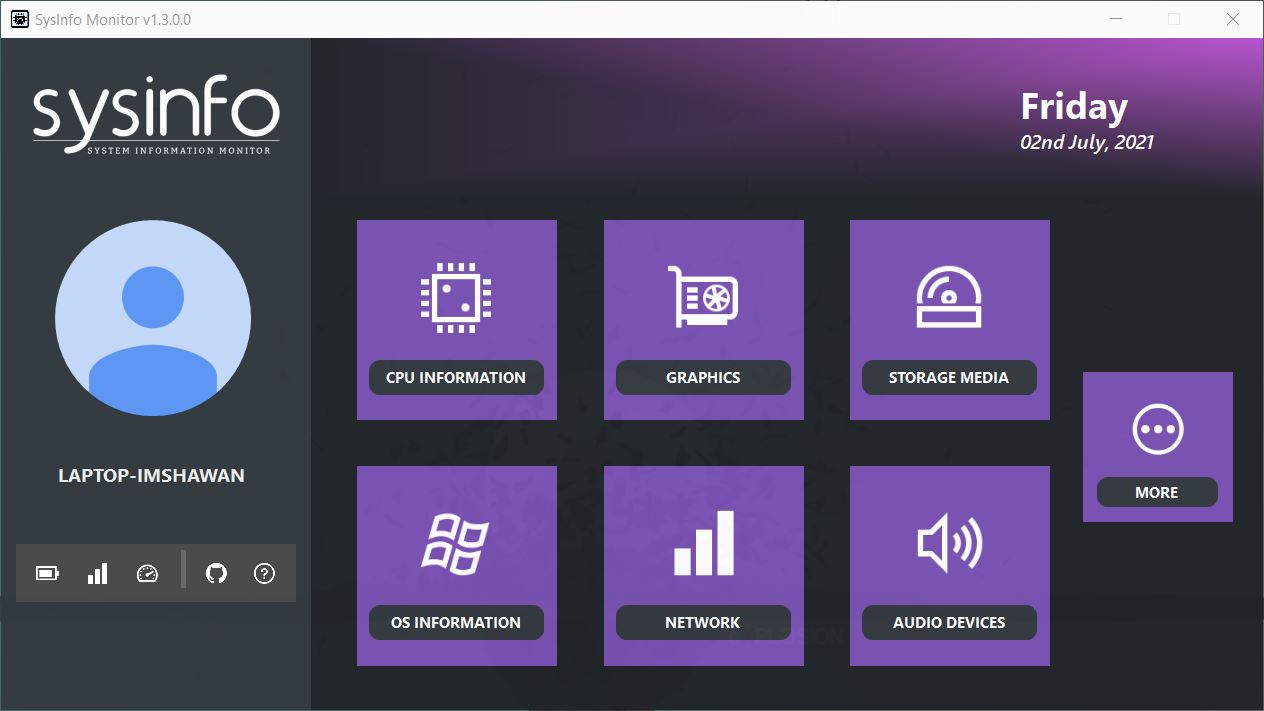 SysInfo Monitor v1.3.0.0
sysinfo
SYSTEM INFORMATION MONITOR
Friday
02nd July, 2021
CPU INFORMATION
GRAPHICS
STORAGE MEDIA
LAPTOP-IMSHAWAN
MORE
OS INFORMATION
NETWORK
AUDIO DEVICES